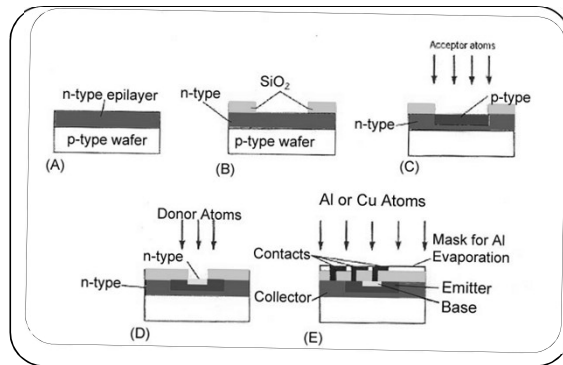 n-type epilayer
p-type wafer
(A)
SiO₂
n-type
p-type wafer
(B)
Acceptor atoms
p-type
n-type
(C)
Donor Atoms
n-type
n-type
(D)
Al or Cu Atoms
Contacts
Mask for Al
Evaporation
Collector
Emitter
Base
(E)